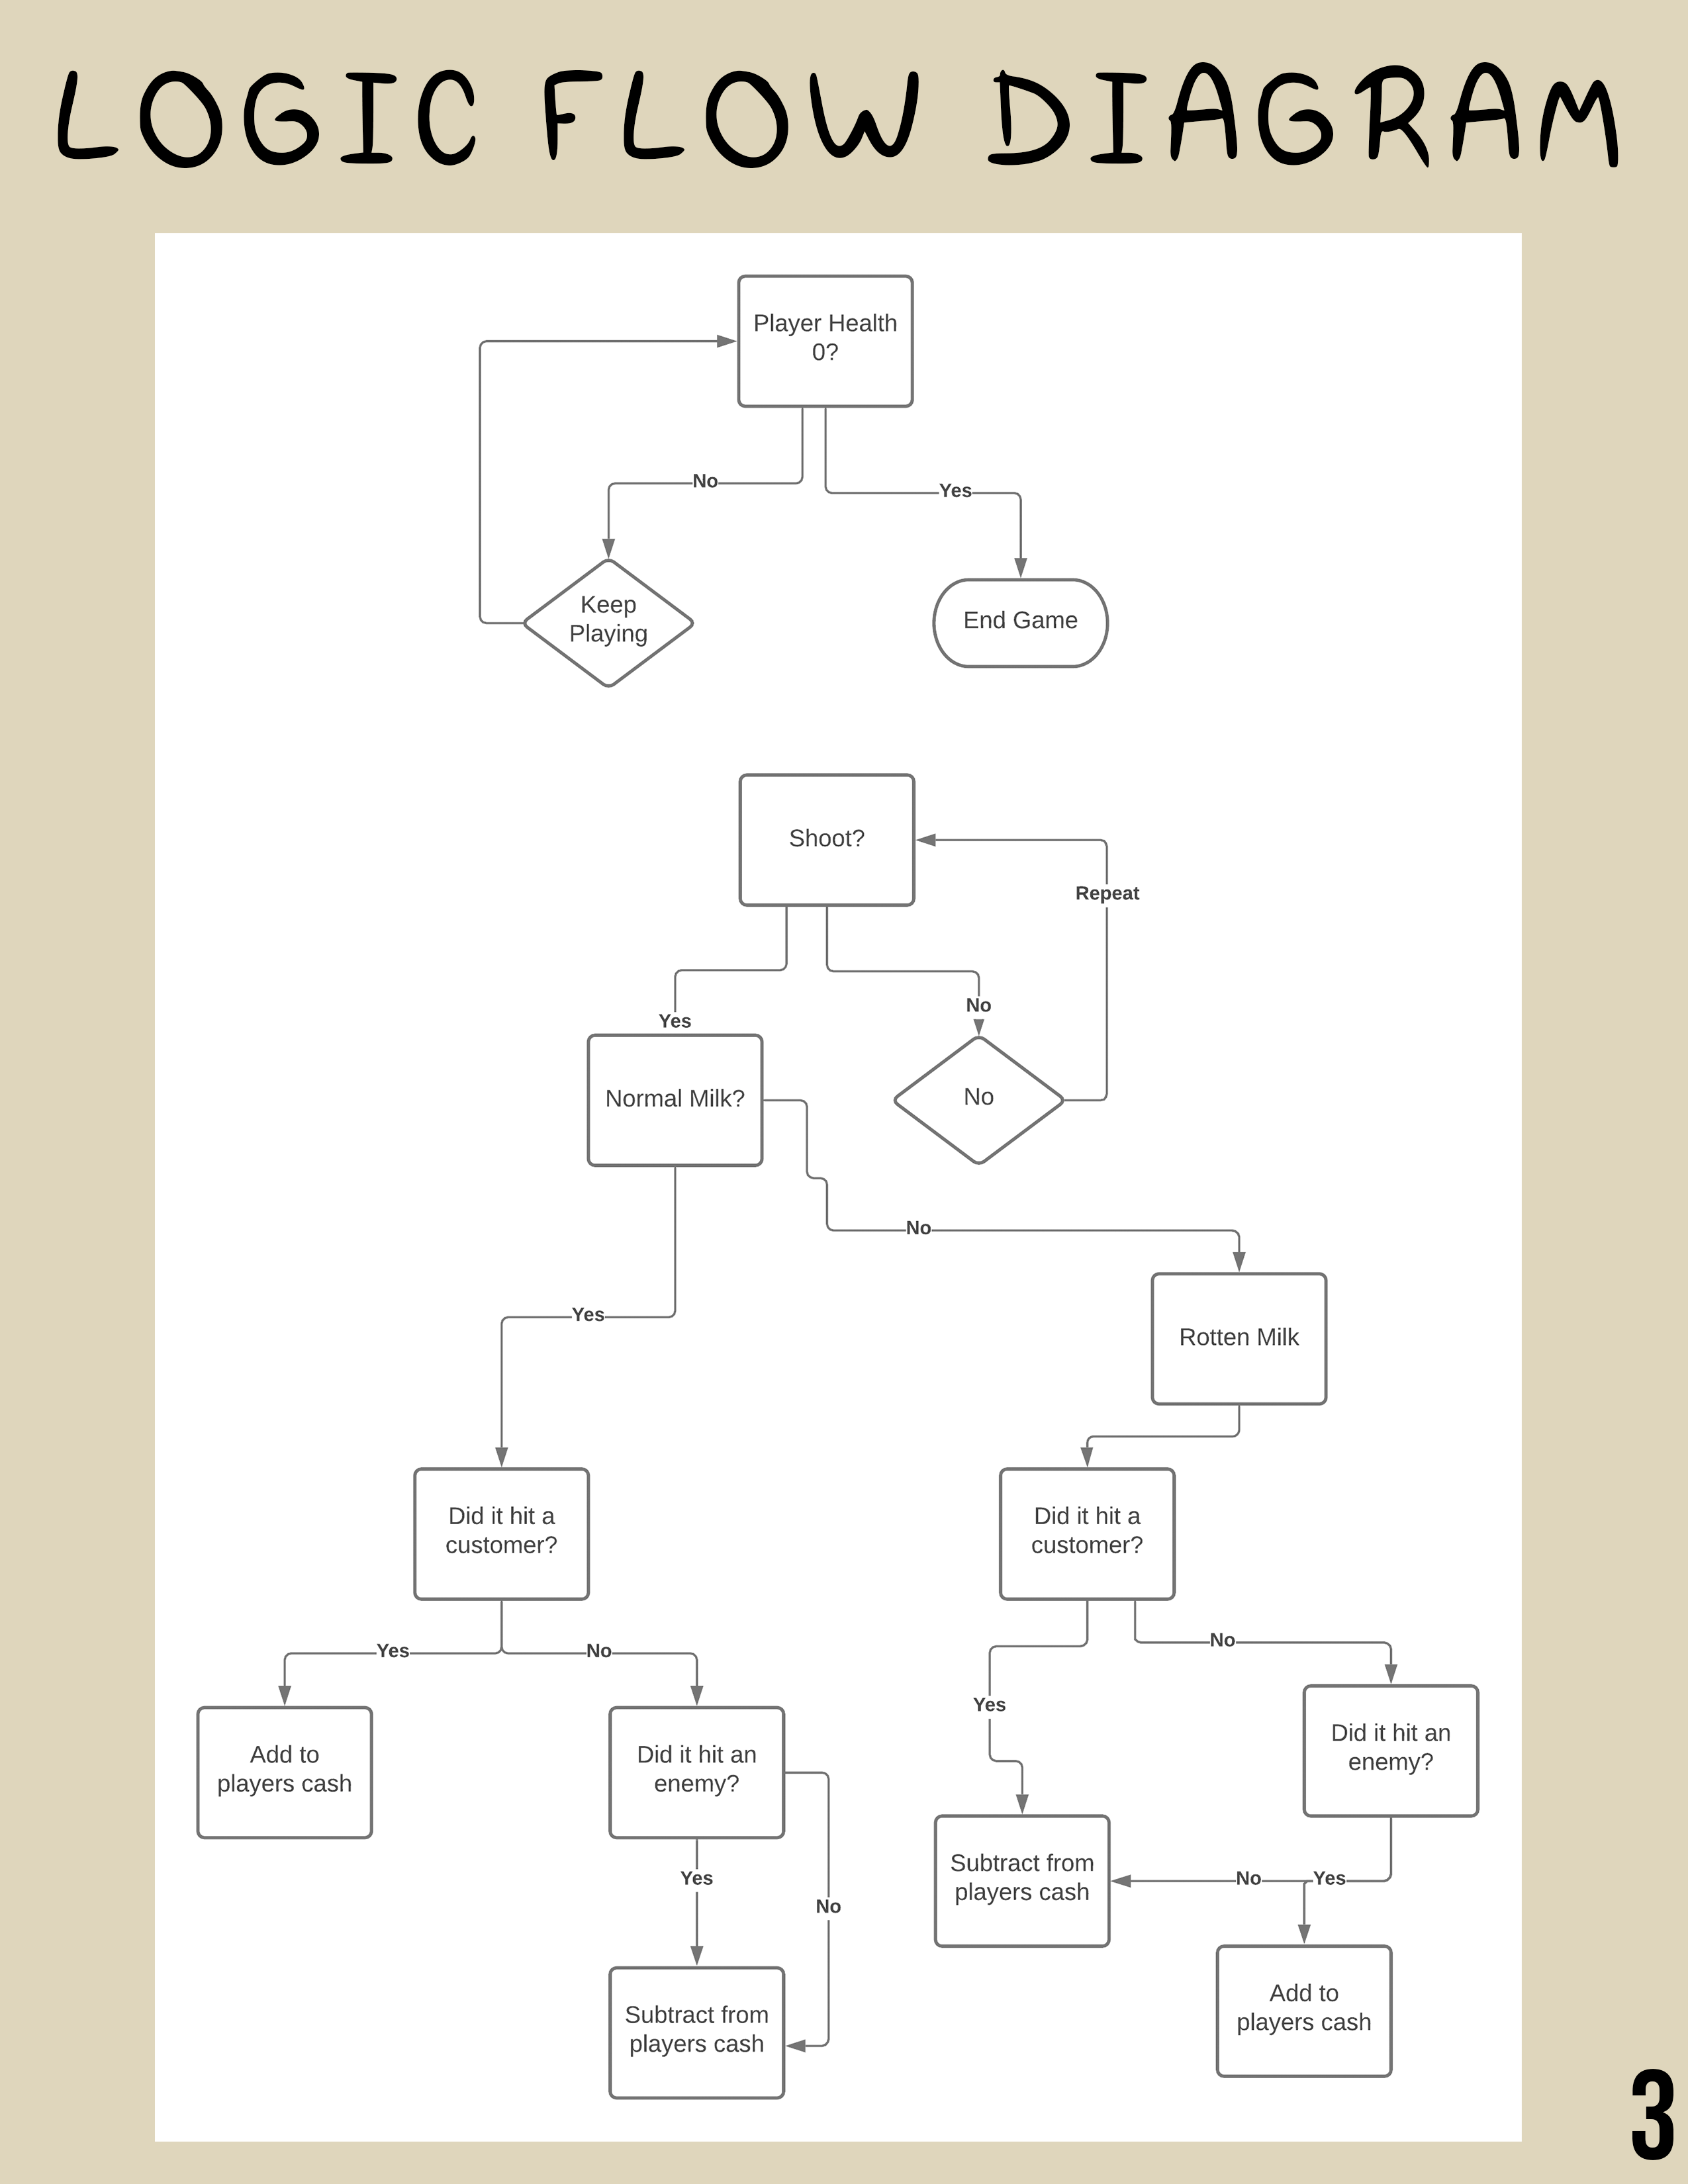 LOGIC FLOW DIAGRAM
Player Health
0?
No
Yes
Keep
Playing
End Game
Shoot?
Repeat
No
Yes
Normal Milk?
No
No
Yes
Rotten Milk
Did it hit a
customer?
Did it hit a
customer?
Yes
No
No
Yes
Add to
players cash
Did it hit an
enemy?
Did it hit an
enemy?
Yes
No
Subtract from
players cash
No
Yes
Subtract from
players cash
Add to
players cash
3